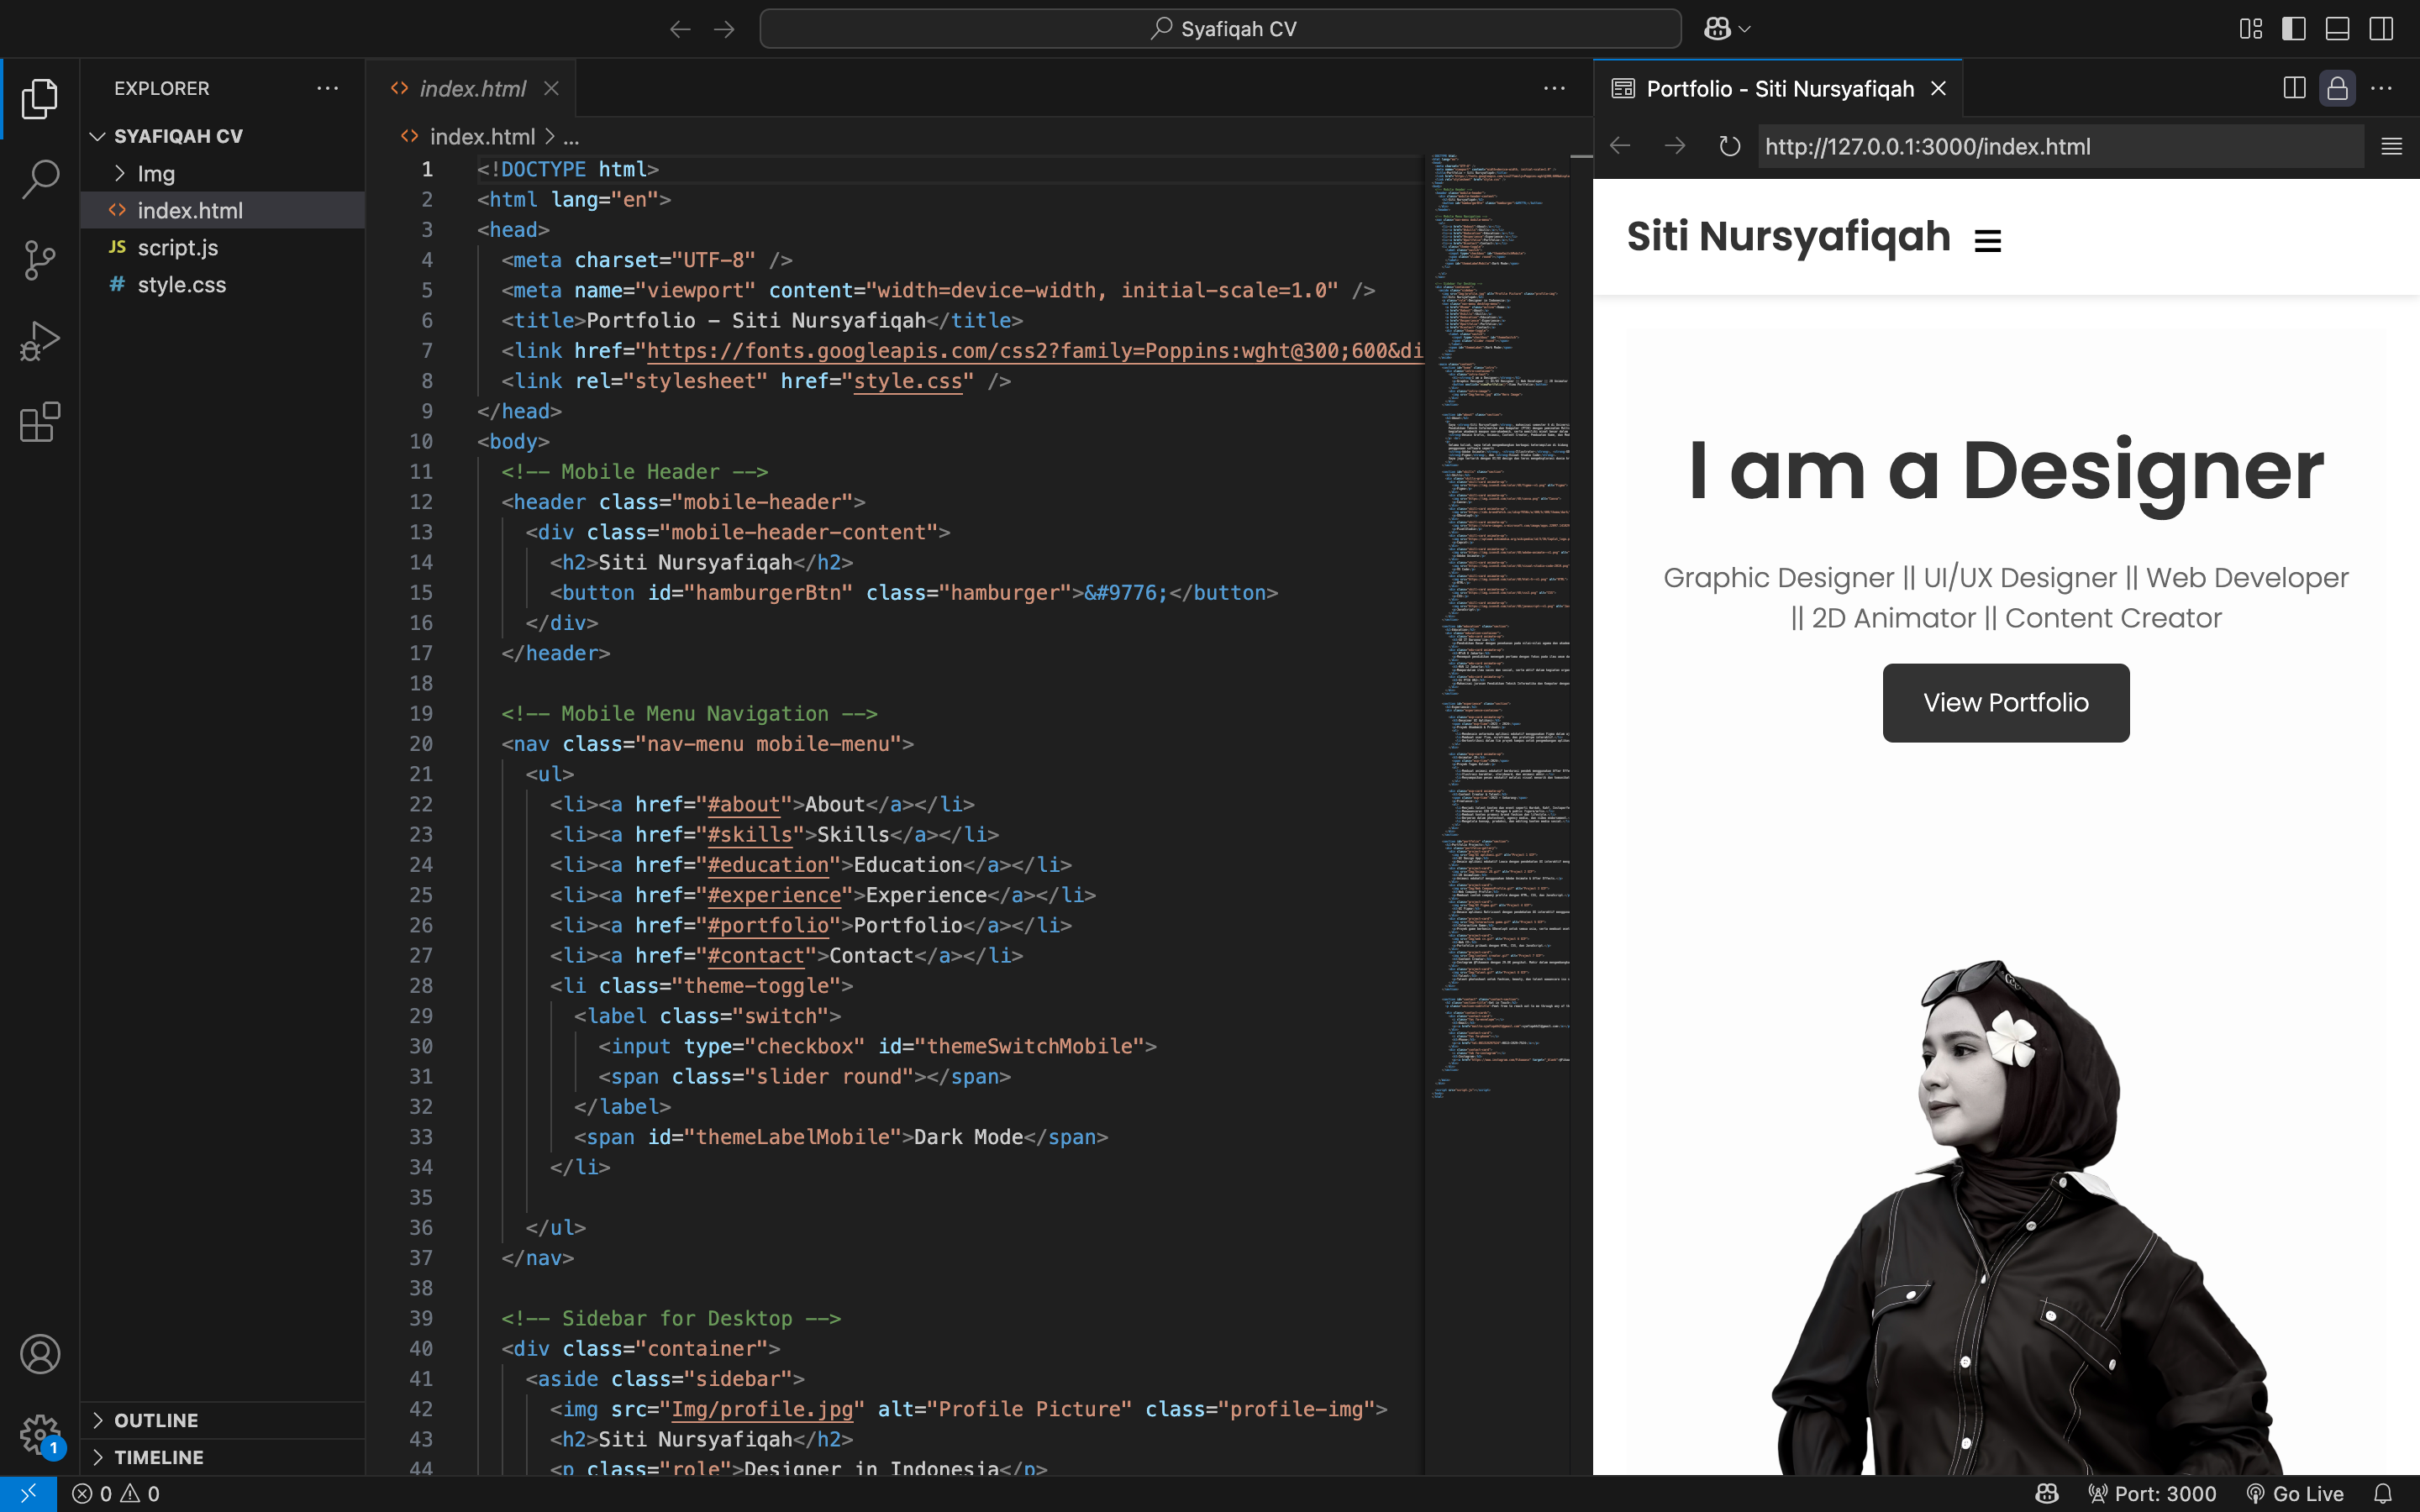 Syafiqah CV
EXPLORER
SYAFIQAH CV
Img
index.html
JS script.js
# style.css
OUTLINE
TIMELINE
1
index.html
index.html > ...
1 <!DOCTYPE html>
2 <html lang="en">
3 <head>
4 <meta charset="UTF-8" />
5 <meta name="viewport" content="width=device-width, initial-scale=1.0" />
6 <title>Portfolio - Siti Nursyafiqah</title>
7 <link href="https://fonts.googleapis.com/css2?family=Poppins:wght@300;600&di
8 <link rel="stylesheet" href="style.css" />
9 </head>
10 <body>
11 <!-- Mobile Header -->
12 <header class="mobile-header">
13 <div class="mobile-header-content">
14 <h2>Siti Nursyafiqah</h2>
15 <button id="hamburgerBtn" class="hamburger">&#9776;</button>
16 </div>
17 </header>
18
19 <!-- Mobile Menu Navigation -->
20 <nav class="nav-menu mobile-menu">
21 <ul>
22 <li><a href="#about">About</a></li>
23 <li><a href="#skills">Skills</a></li>
24 <li><a href="#education">Education</a></li>
25 <li><a href="#experience">Experience</a></li>
26 <li><a href="#portfolio">Portfolio</a></li>
27 <li><a href="#contact">Contact</a></li>
28 <li class="theme-toggle">
29 <label class="switch">
30 <input type="checkbox" id="themeSwitchMobile">
31 <span class="slider round"></span>
32 </label>
33 <span id="themeLabelMobile">Dark Mode</span>
34 </li>
35
36 </ul>
37 </nav>
38
39 <!-- Sidebar for Desktop -->
40 <div class="container">
41 <aside class="sidebar">
42 <img src="Img/profile.jpg" alt="Profile Picture" class="profile-img">
43 <h2>Siti Nursyafiqah</h2>
44 <p class="role">Designer in Indonesia</p>
Portfolio - Siti Nursyafiqah
http://127.0.0.1:3000/index.html
Siti Nursyafiqah
I am a Designer
Graphic Designer || UI/UX Designer || Web Developer
|| 2D Animator || Content Creator
View Portfolio
0 0
Port: 3000
Go Live